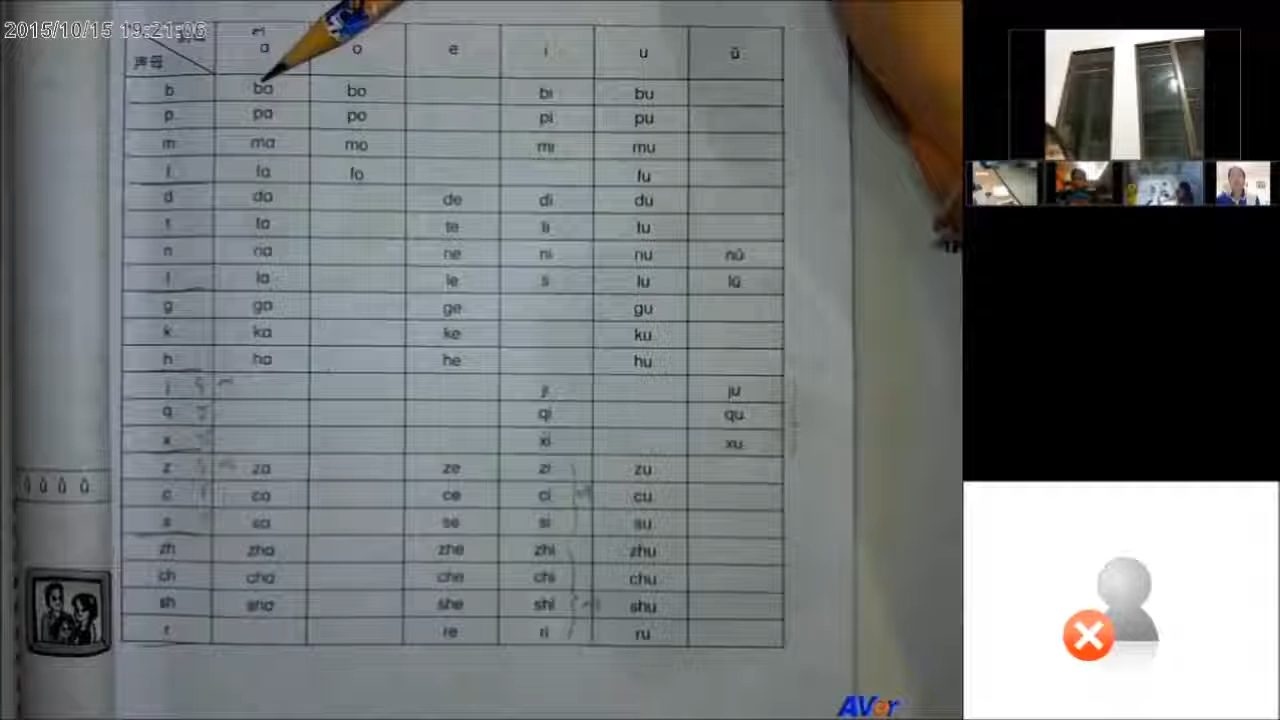 2015/10/15 19:21:06
声母 a o e i u ü
b ba bo bi bu
p pa po pi pu
m ma mo mi mu
f fa fo fu
d da de di du
t ta te ti tu
n na ne ni nu nü
l la le li lu lü
g ga ge gu
k ka ke ku
h ha he hu
j ji ju
q qi qu
x xi xu
z za ze zi zu
c ca ce ci cu
s sa se si su
zh zha zhe zhi zhu
ch cha che chi chu
sh sha she shi shu
r re ri ru
ú ǔ ù
AVer